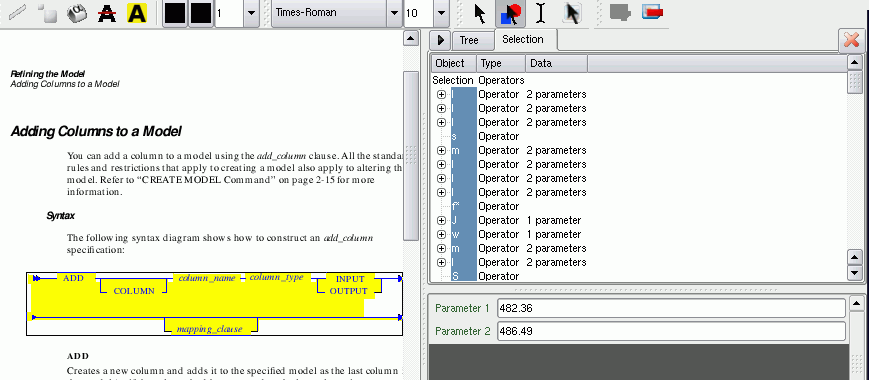 A A 1 Times-Roman 10
Tree Selection
Object Type Data
Selection Operators
l Operator 2 parameters
l Operator 2 parameters
l Operator 2 parameters
s Operator
m Operator 2 parameters
l Operator 2 parameters
l Operator 2 parameters
l Operator 2 parameters
f* Operator
J Operator 1 parameter
w Operator 1 parameter
m Operator 2 parameters
l Operator 2 parameters
S Operator
Parameter 1 482.36
Parameter 2 486.49
Refining the Model
Adding Columns to a Model
Adding Columns to a Model
You can add a column to a model using the add_column clause. All the standar
rules and restrictions that apply to creating a model also apply to altering th
model. Refer to “CREATE MODEL Command” on page 2-15 for more
information.
Syntax
The following syntax diagram shows how to construct an add_column
specification:
ADD column_name column_type INPUT
COLUMN OUTPUT
mapping_clause
ADD
Creates a new column and adds it to the specified model as the last column